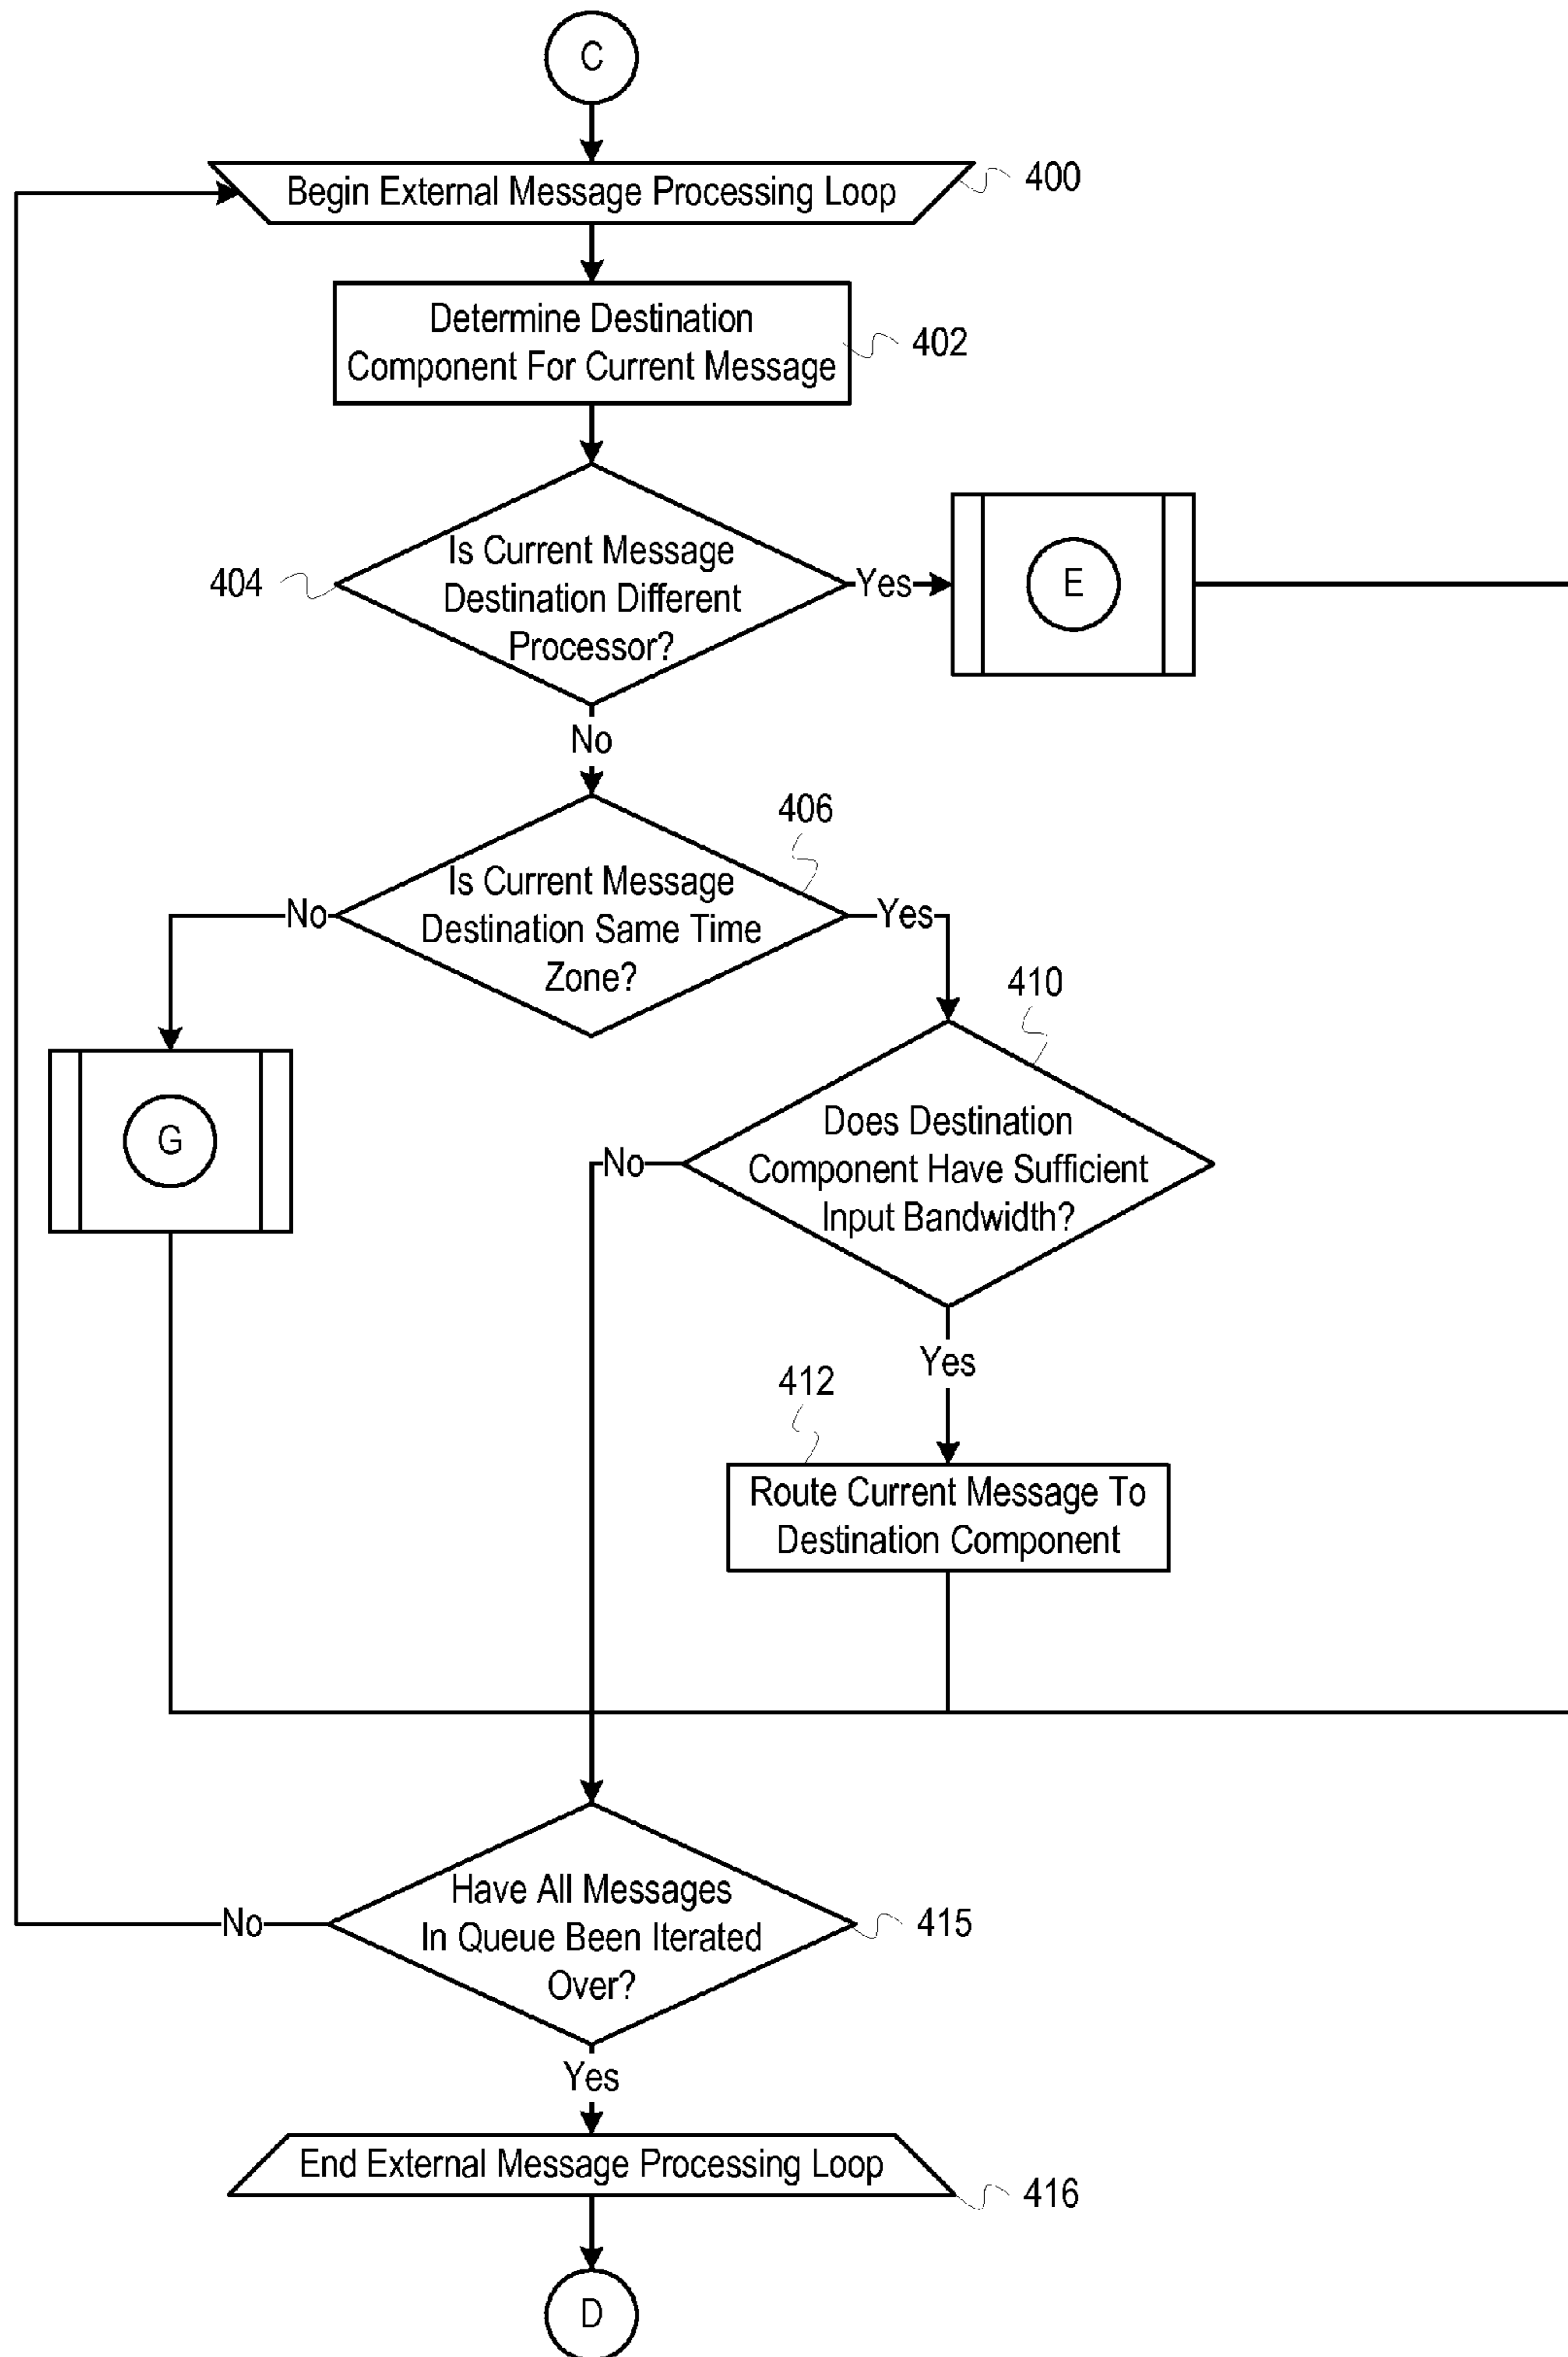 C
Begin External Message Processing Loop
400
Determine Destination
Component For Current Message
402
Is Current Message
Destination Different
Processor?
404
Yes
E
No
406
Is Current Message
Destination Same Time
Zone?
No
Yes
410
G
Does Destination
Component Have Sufficient
Input Bandwidth?
No
Yes
412
Route Current Message To
Destination Component
Have All Messages
In Queue Been Iterated
Over?
No
415
Yes
End External Message Processing Loop
416
D